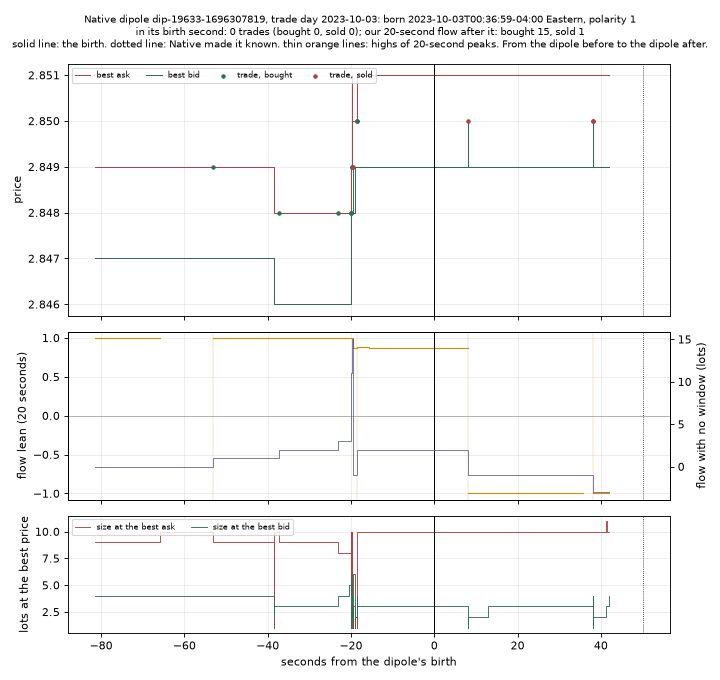 Native dipole dip-19633-1696307819, trade day 2023-10-03: born 2023-10-03T00:36:59-04:00 Eastern, polarity 1
in its birth second: 0 trades (bought 0, sold 0); our 20-second flow after it: bought 15, sold 1
solid line: the birth. dotted line: Native made it known. thin orange lines: highs of 20-second peaks. From the dipole before to the dipole after.
best ask
best bid
trade, bought
trade, sold
2.851
2.850
2.849
2.848
2.847
2.846
price
1.0
0.5
0.0
−0.5
−1.0
flow lean (20 seconds)
15
10
5
0
flow with no window (lots)
size at the best ask
size at the best bid
10.0
7.5
5.0
2.5
lots at the best price
−80
−60
−40
−20
0
20
40
seconds from the dipole's birth